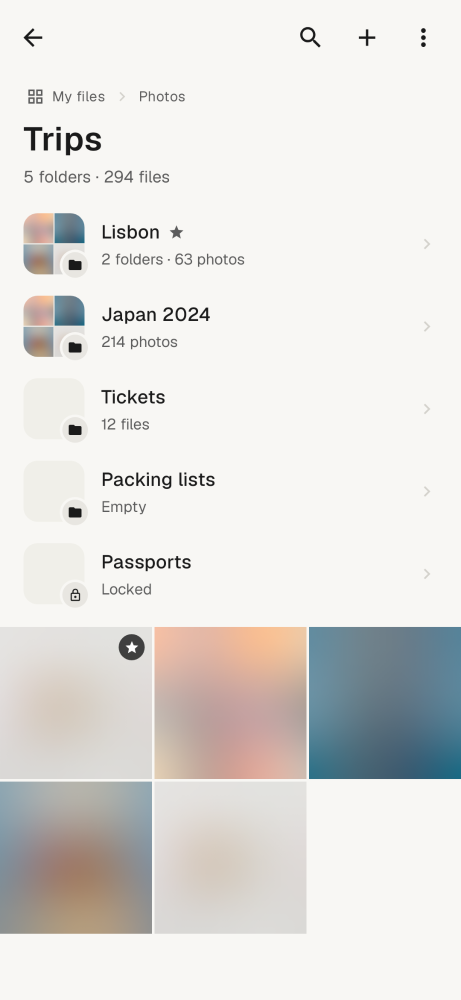 My files
Photos
Trips
5 folders · 294 files
Lisbon
2 folders · 63 photos
Japan 2024
214 photos
Tickets
12 files
Packing lists
Empty
Passports
Locked